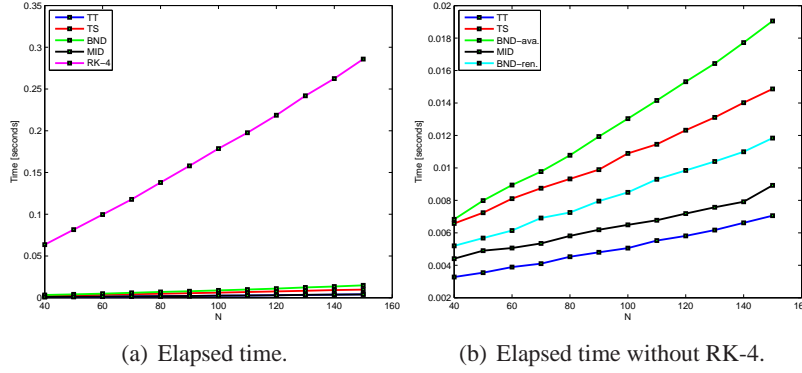 0.35
0.3
0.25
0.2
0.15
0.1
0.05
0
Time [seconds]
TT
TS
BND
MID
RK−4
40 60 80 100 120 140 160
N
(a) Elapsed time.
0.02
0.018
0.016
0.014
0.012
0.01
0.008
0.006
0.004
0.002
Time [seconds]
TT
TS
BND−ava.
MID
BND−ren.
40 60 80 100 120 140 160
N
(b) Elapsed time without RK-4.